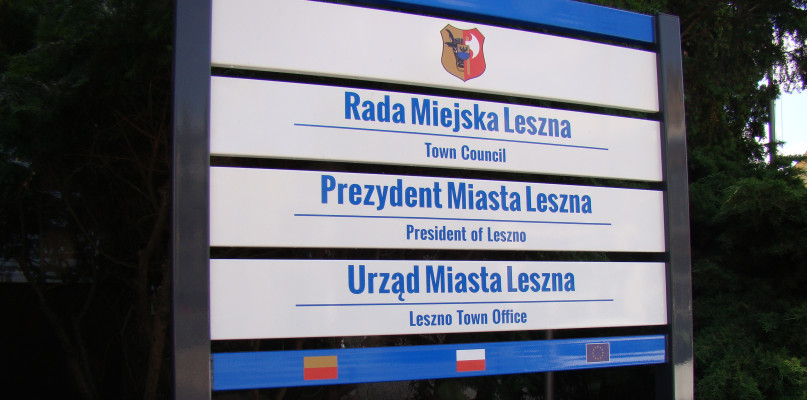 Rada Miejska Leszna
Town Council
Prezydent Miasta Leszna
President of Leszno
Urząd Miasta Leszna
Leszno Town Office